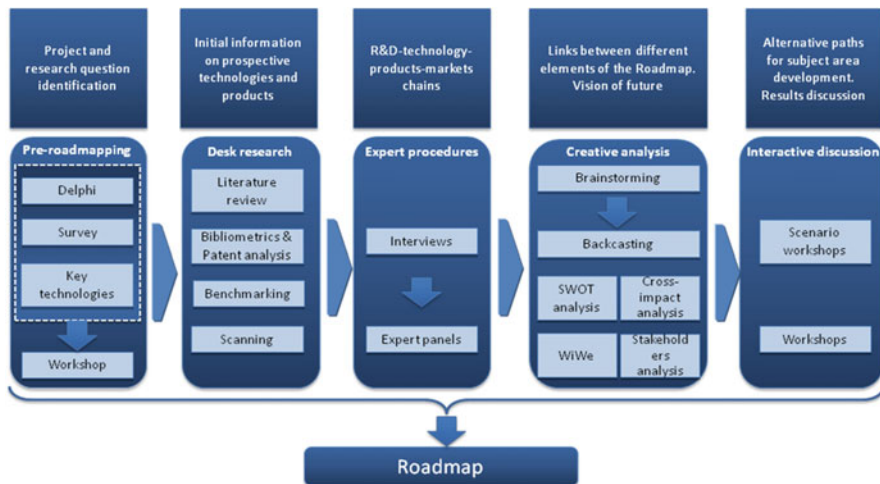 Project and
research question
identification
Initial information
on prospective
technologies and
products
R&D-technology-
products-markets
chains
Links between different
elements of the Roadmap.
Vision of future
Alternative paths
for subject area
development.
Results discussion
Pre-roadmapping
Delphi
Survey
Key
technologies
Workshop
Desk research
Literature
review
Bibliometrics &
Patent analysis
Benchmarking
Scanning
Expert procedures
Interviews
Expert panels
Creative analysis
Brainstorming
Backcasting
SWOT
analysis
Cross-
impact analysis
WiWe
Stakehold
ers analysis
Interactive discussion
Scenario
workshops
Workshops
Roadmap